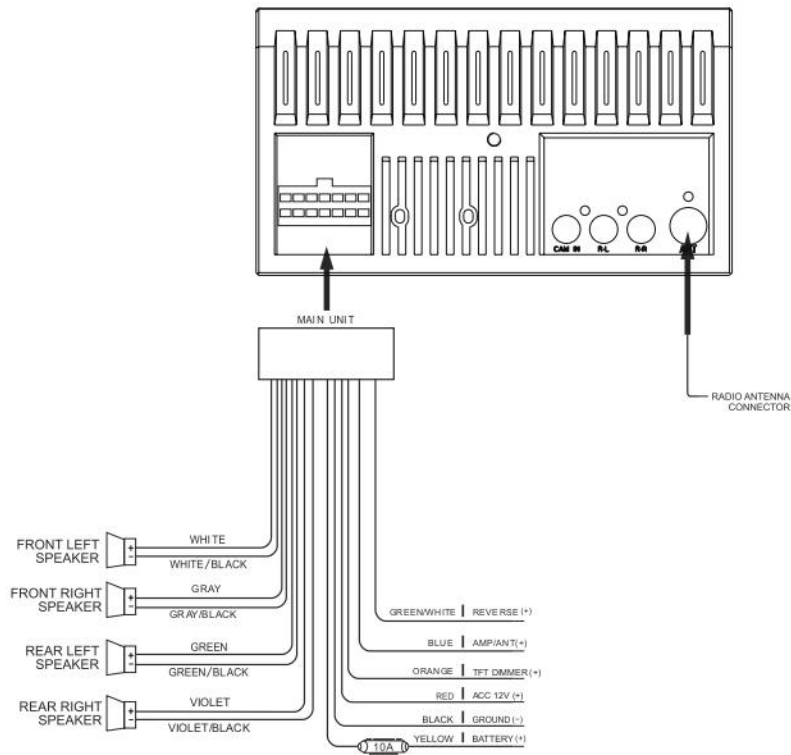 CAM IN
R-L
R-R
ANT
MAIN UNIT
RADIO ANTENNA
CONNECTOR
FRONT LEFT
SPEAKER
+
−
WHITE
WHITE/BLACK
FRONT RIGHT
SPEAKER
+
−
GRAY
GRAY/BLACK
REAR LEFT
SPEAKER
+
−
GREEN
GREEN/BLACK
REAR RIGHT
SPEAKER
+
−
VIOLET
VIOLET/BLACK
GREEN/WHITE | REVERSE (+)
BLUE | AMP/ANT(+)
ORANGE | TFT DIMMER (+)
RED | ACC 12V (+)
BLACK | GROUND (−)
10A YELLOW | BATTERY (+)